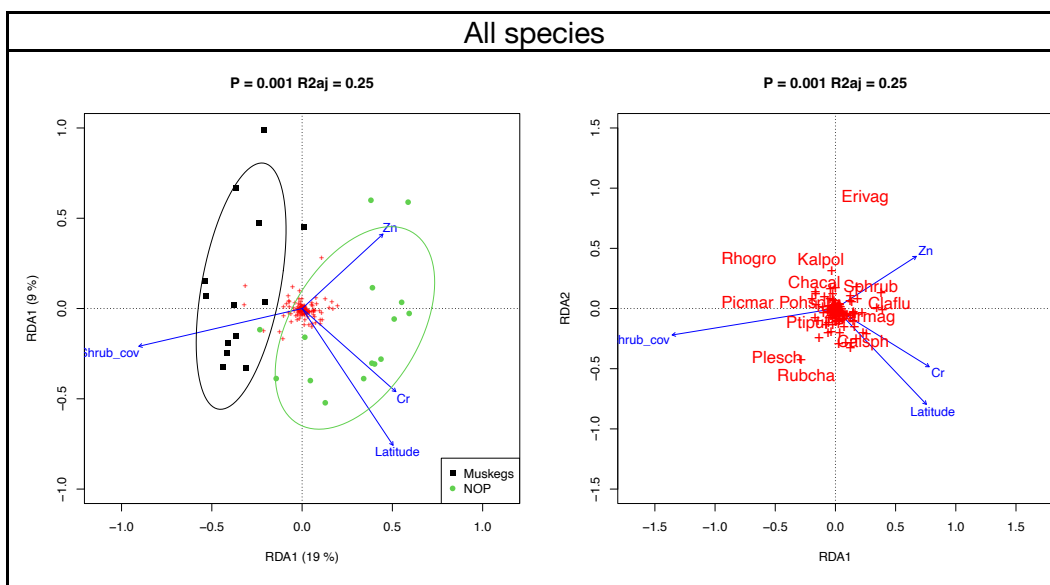 All species
P = 0.001 R2aj = 0.25
1.0
0.5
0.0
−0.5
−1.0
RDA1 (9 %)
Zn
Shrub_cov
Cr
Latitude
Muskegs
NOP
−1.0
−0.5
0.0
0.5
1.0
RDA1 (19 %)
P = 0.001 R2aj = 0.25
1.5
1.0
0.5
0.0
−0.5
−1.0
−1.5
RDA2
Erivag
Zn
Rhogro
Kalpol
Chacal
Sphrub
Picmar
Claflu
Shrub_cov
Calsph
Plesch
Rubcha
Cr
Latitude
−1.5
−1.0
−0.5
0.0
0.5
1.0
1.5
RDA1